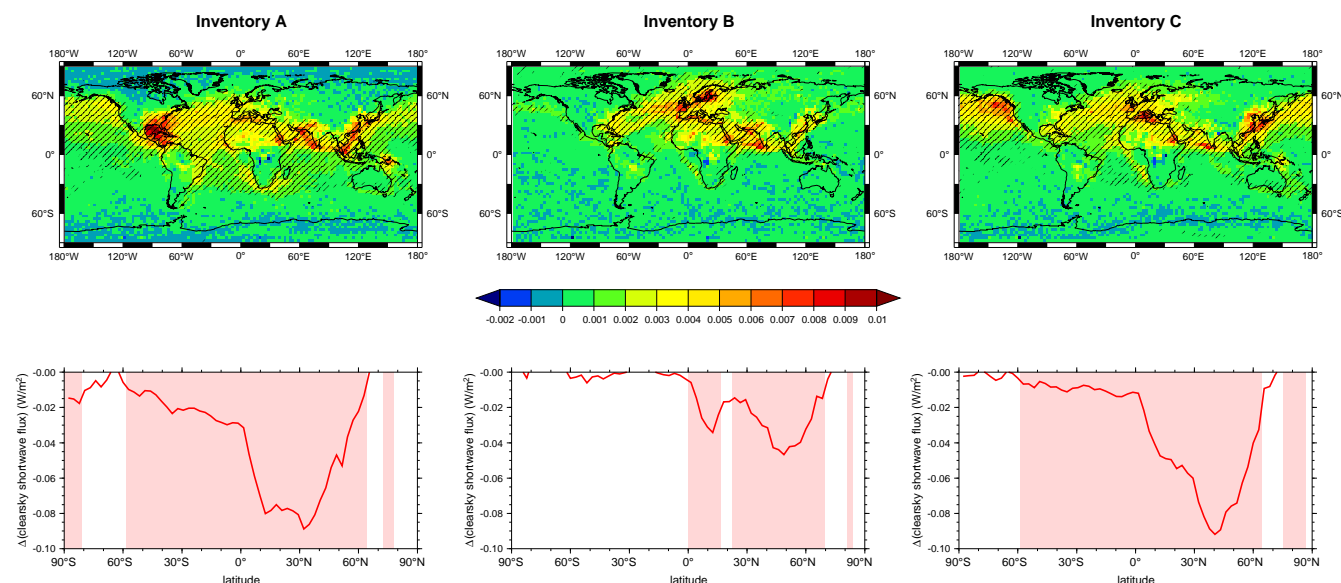 Inventory A
Inventory B
Inventory C
180°W 120°W 60°W 0° 60°E 120°E 180°
180°W 120°W 60°W 0° 60°E 120°E 180°
180°W 120°W 60°W 0° 60°E 120°E 180°
60°N 60°N 60°N 60°N
0° 0° 0° 0°
60°S 60°S 60°S 60°S
180°W 120°W 60°W 0° 60°E 120°E 180°
180°W 120°W 60°W 0° 60°E 120°E 180°
180°W 120°W 60°W 0° 60°E 120°E 180°
-0.002 -0.001 0 0.001 0.002 0.003 0.004 0.005 0.006 0.007 0.008 0.009 0.01
Δ(clearsky shortwave flux) (W/m²)
-0.00
-0.02
-0.04
-0.06
-0.08
-0.10
90°S 60°S 30°S 0° 30°N 60°N 90°N
latitude
Δ(clearsky shortwave flux) (W/m²)
-0.00
-0.02
-0.04
-0.06
-0.08
-0.10
90°S 60°S 30°S 0° 30°N 60°N 90°N
latitude
Δ(clearsky shortwave flux) (W/m²)
-0.00
-0.02
-0.04
-0.06
-0.08
-0.10
90°S 60°S 30°S 0° 30°N 60°N 90°N
latitude